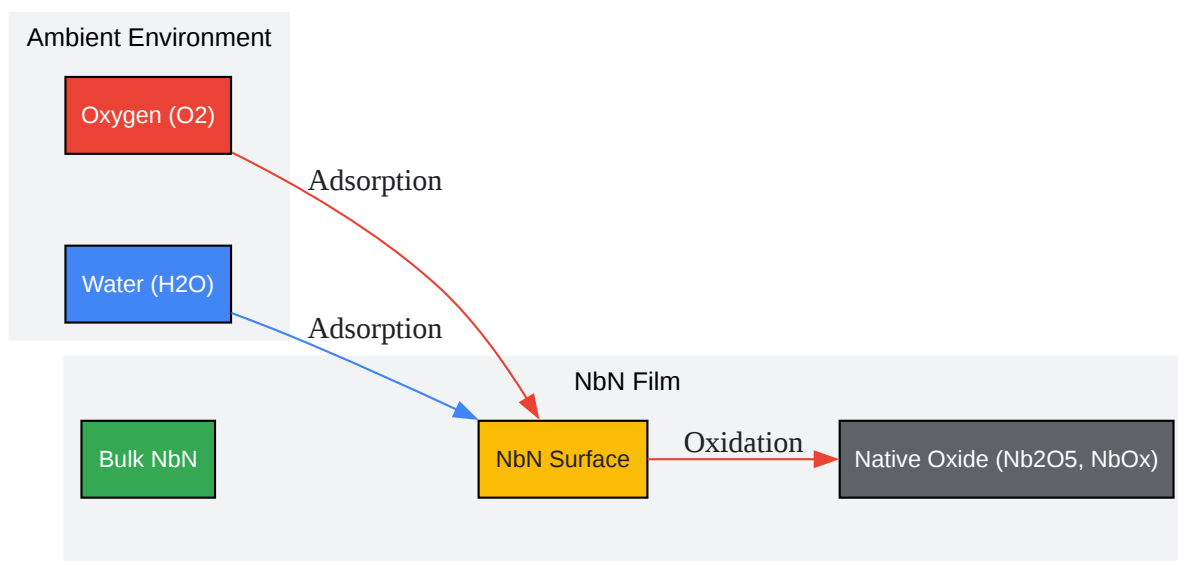 Ambient Environment
Oxygen (O2)
Adsorption
Water (H2O)
Adsorption
NbN Film
Bulk NbN
NbN Surface
Oxidation
Native Oxide (Nb2O5, NbOx)